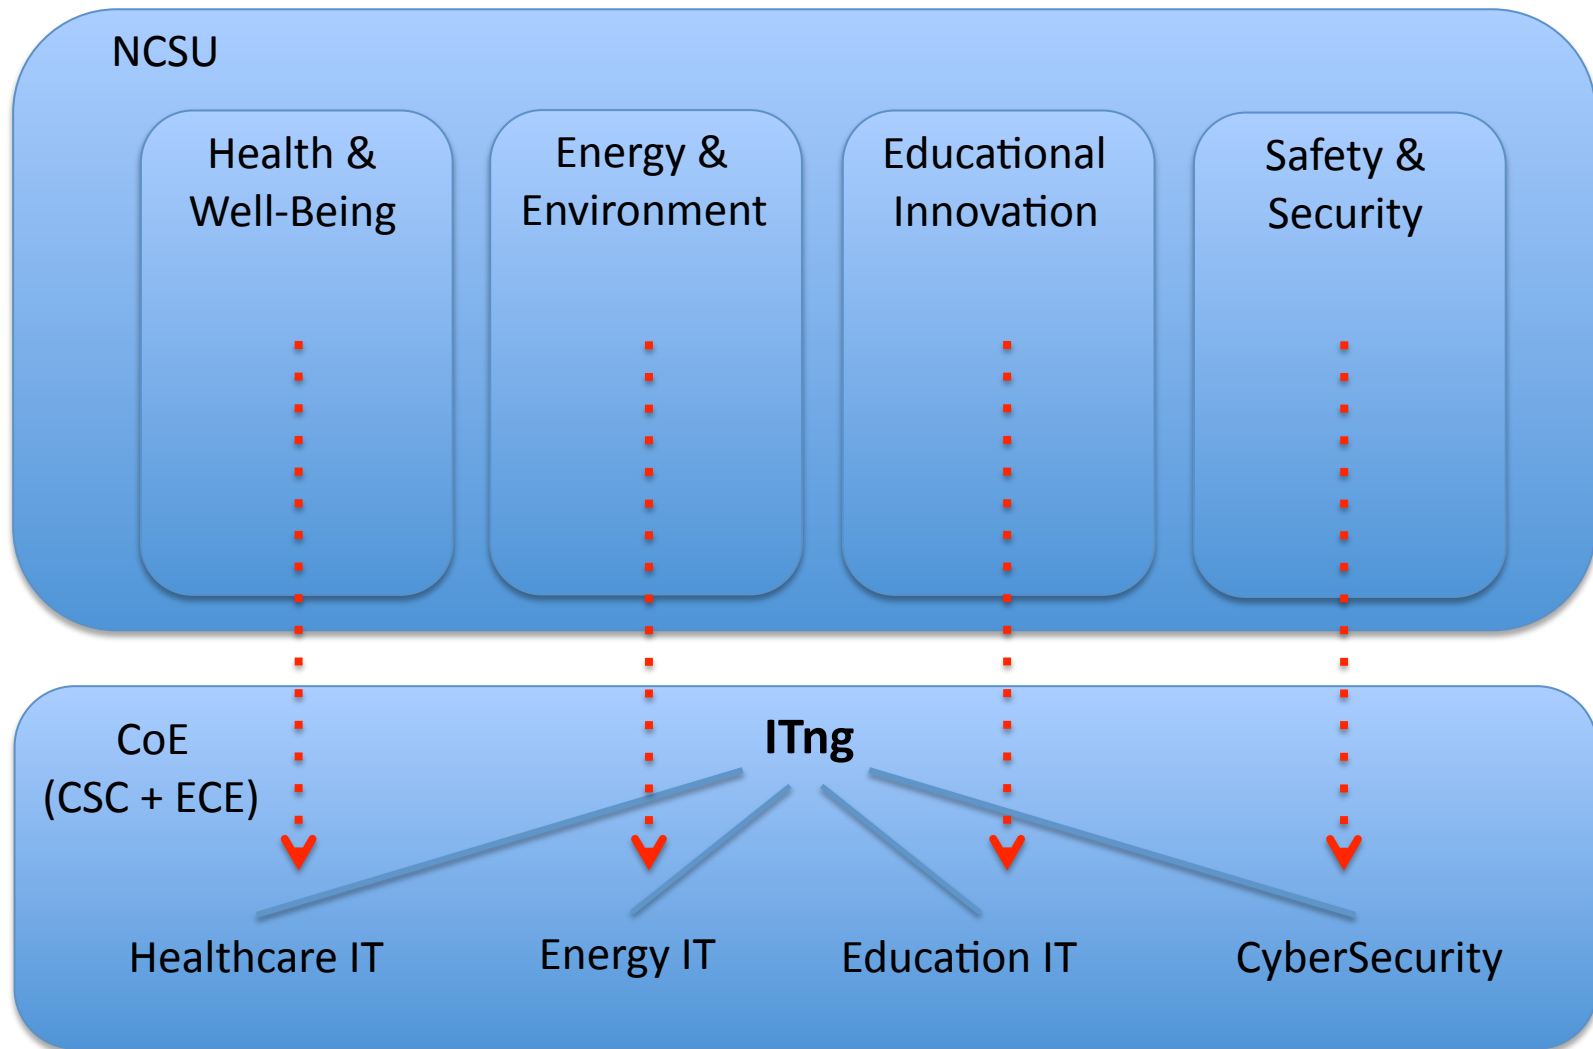 NCSU
Health &
Well-Being
Energy &
Environment
Educational
Innovation
Safety &
Security
CoE
(CSC + ECE)
ITng
Healthcare IT
Energy IT
Education IT
CyberSecurity